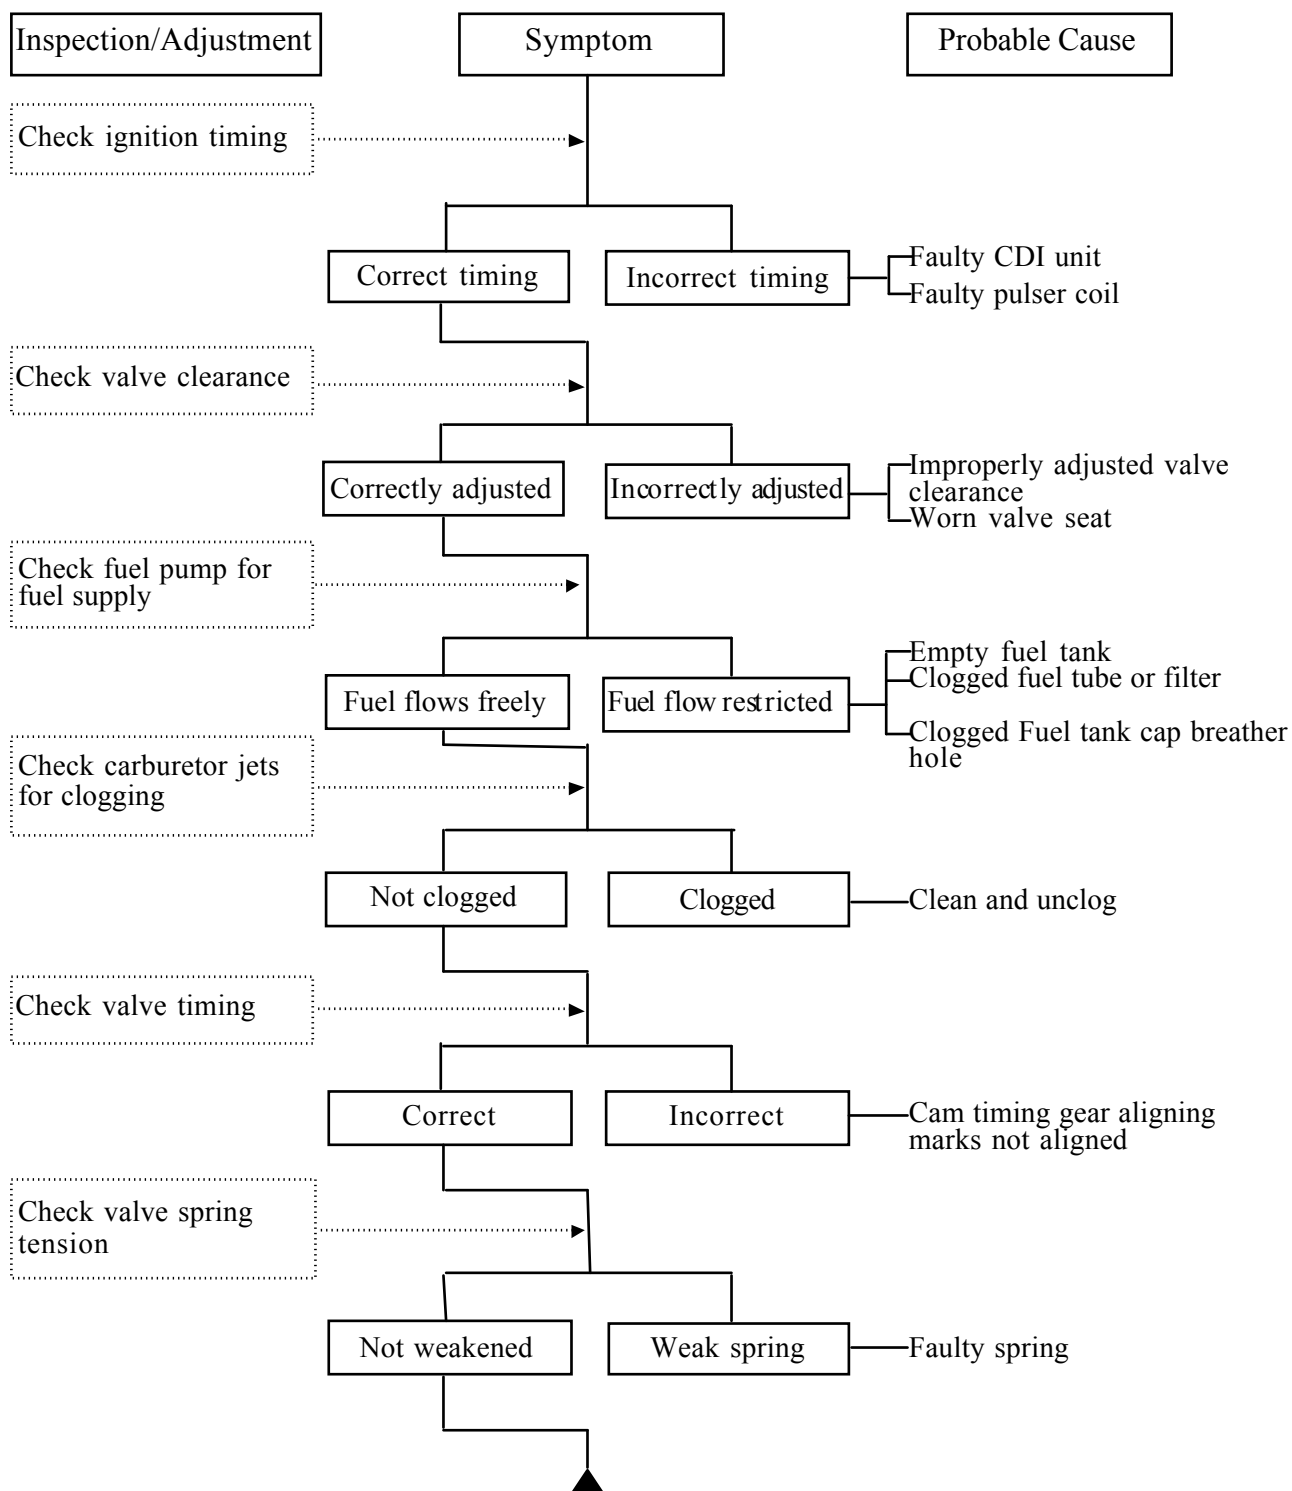 Inspection/Adjustment
Symptom
Probable Cause
Check ignition timing
Correct timing
Incorrect timing
Faulty CDI unit
Faulty pulser coil
Check valve clearance
Correctly adjusted
Incorrectly adjusted
Improperly adjusted valve
clearance
Worn valve seat
Check fuel pump for
fuel supply
Fuel flows freely
Fuel flow restricted
Empty fuel tank
Clogged fuel tube or filter
Clogged Fuel tank cap breather
hole
Check carburetor jets
for clogging
Not clogged
Clogged
Clean and unclog
Check valve timing
Correct
Incorrect
Cam timing gear aligning
marks not aligned
Check valve spring
tension
Not weakened
Weak spring
Faulty spring